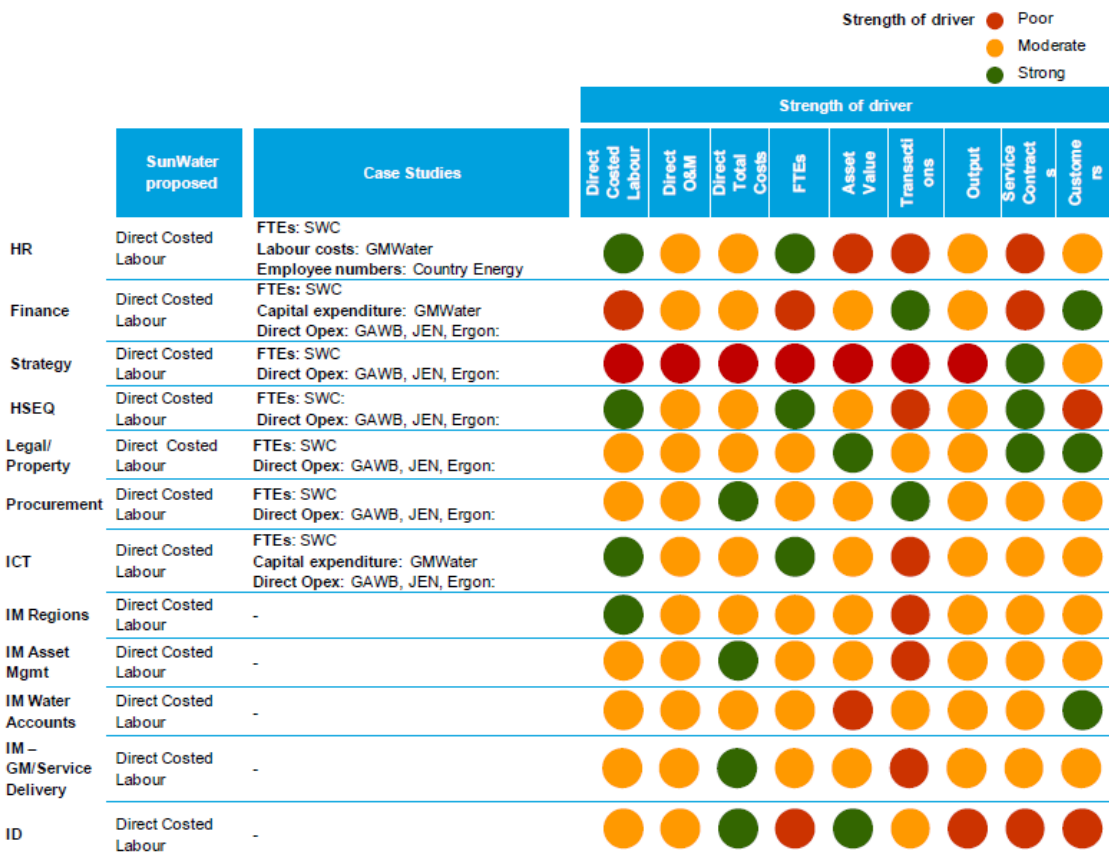 Strength of driver
Poor
Moderate
Strong
Strength of driver
SunWater
proposed
Case Studies
Direct
Costed
Labour
Direct
O&M
Direct
Total
Costs
FTEs
Asset
Value
Transacti
ons
Output
Service
Contract
s
Custome
rs
HR
Direct Costed
Labour
FTEs: SWC
Labour costs: GMWater
Employee numbers: Country Energy
Finance
Direct Costed
Labour
FTEs: SWC
Capital expenditure: GMWater
Direct Opex: GAWB, JEN, Ergon:
Strategy
Direct Costed
Labour
FTEs: SWC
Direct Opex: GAWB, JEN, Ergon:
HSEQ
Direct Costed
Labour
FTEs: SWC:
Direct Opex: GAWB, JEN, Ergon:
Legal/
Property
Direct Costed
Labour
FTEs: SWC
Direct Opex: GAWB, JEN, Ergon:
Procurement
Direct Costed
Labour
FTEs: SWC
Direct Opex: GAWB, JEN, Ergon:
ICT
Direct Costed
Labour
FTEs: SWC
Capital expenditure: GMWater
Direct Opex: GAWB, JEN, Ergon:
IM Regions
Direct Costed
Labour
-
IM Asset
Mgmt
Direct Costed
Labour
-
IM Water
Accounts
Direct Costed
Labour
-
IM –
GM/Service
Delivery
Direct Costed
Labour
-
ID
Direct Costed
Labour
-